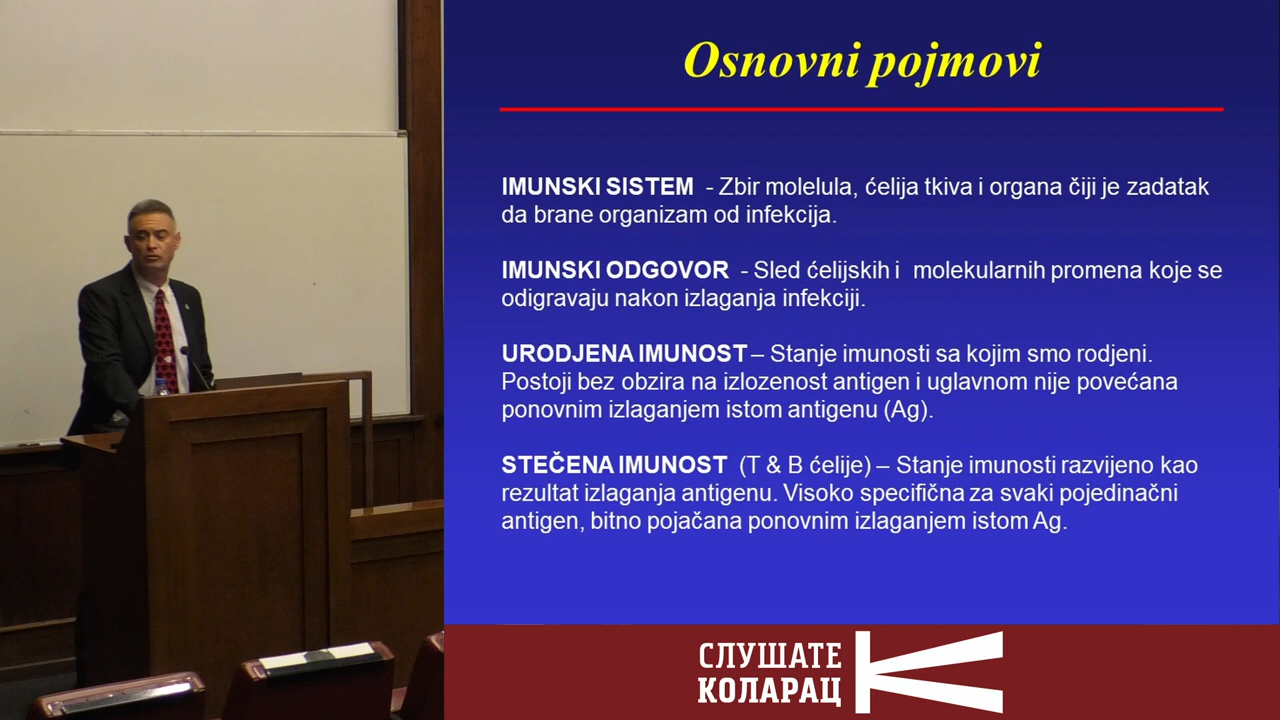 Osnovni pojmovi
IMUNSKI SISTEM - Zbir molelula, ćelija tkiva i organa čiji je zadatak
da brane organizam od infekcija.
IMUNSKI ODGOVOR - Sled ćelijskih i molekularnih promena koje se
odigravaju nakon izlaganja infekciji.
URODJENA IMUNOST – Stanje imunosti sa kojim smo rodjeni.
Postoji bez obzira na izlozenost antigen i uglavnom nije povećana
ponovnim izlaganjem istom antigenu (Ag).
STEČENA IMUNOST (T & B ćelije) – Stanje imunosti razvijeno kao
rezultat izlaganja antigenu. Visoko specifična za svaki pojedinačni
antigen, bitno pojačana ponovnim izlaganjem istom Ag.
СЛУШАТЕ
КОЛАРАЦ